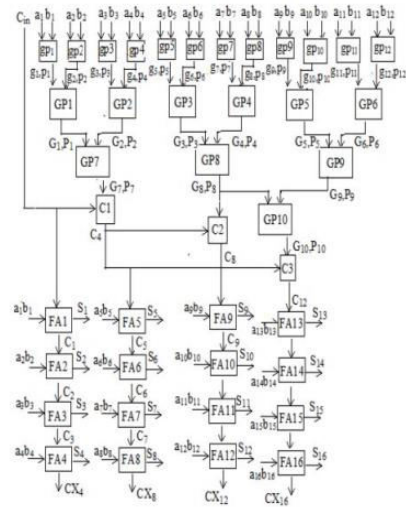 a₁b₁ a₂b₂ a₃b₃ a₄b₄ a₅b₅ a₆b₆ a₇b₇ a₈b₈ a₉b₉ a₁₀b₁₀ a₁₁b₁₁ a₁₂b₁₂
Cin
gp1 gp2 gp3 gp4 gp5 gp6 gp7 gp8 gp9 gp10 gp11 gp12
g₁,p₁ g₂,p₂ g₃,p₃ g₄,p₄ g₅,p₅ g₆,p₆ g₇,p₇ g₈,p₈ g₉,p₉ g₁₀,p₁₀ g₁₁,p₁₁ g₁₂,p₁₂
GP1 GP2 GP3 GP4 GP5 GP6
G₁,P₁ G₂,P₂ G₃,P₃ G₄,P₄ G₅,P₅ G₆,P₆
GP7 GP8 GP9
G₇,P₇ G₈,P₈ G₉,P₉
C1 C2 GP10
C₄ C₈ G₁₀,P₁₀
C3
C₁₂
a₁b₁ FA1 S₁ a₅b₅ FA5 S₅ a₉b₉ FA9 S₉ a₁₃b₁₃ FA13 S₁₃
C₁ C₅ C₉
a₂b₂ FA2 S₂ a₆b₆ FA6 S₆ a₁₀b₁₀ FA10 S₁₀ a₁₄b₁₄ FA14 S₁₄
C₂ C₆
a₃b₃ FA3 S₃ a₇b₇ FA7 S₇ a₁₁b₁₁ FA11 S₁₁ a₁₅b₁₅ FA15 S₁₅
C₃ C₇
a₄b₄ FA4 S₄ a₈b₈ FA8 S₈ a₁₂b₁₂ FA12 S₁₂ a₁₆b₁₆ FA16 S₁₆
CX₄ CX₈ CX₁₂ CX₁₆